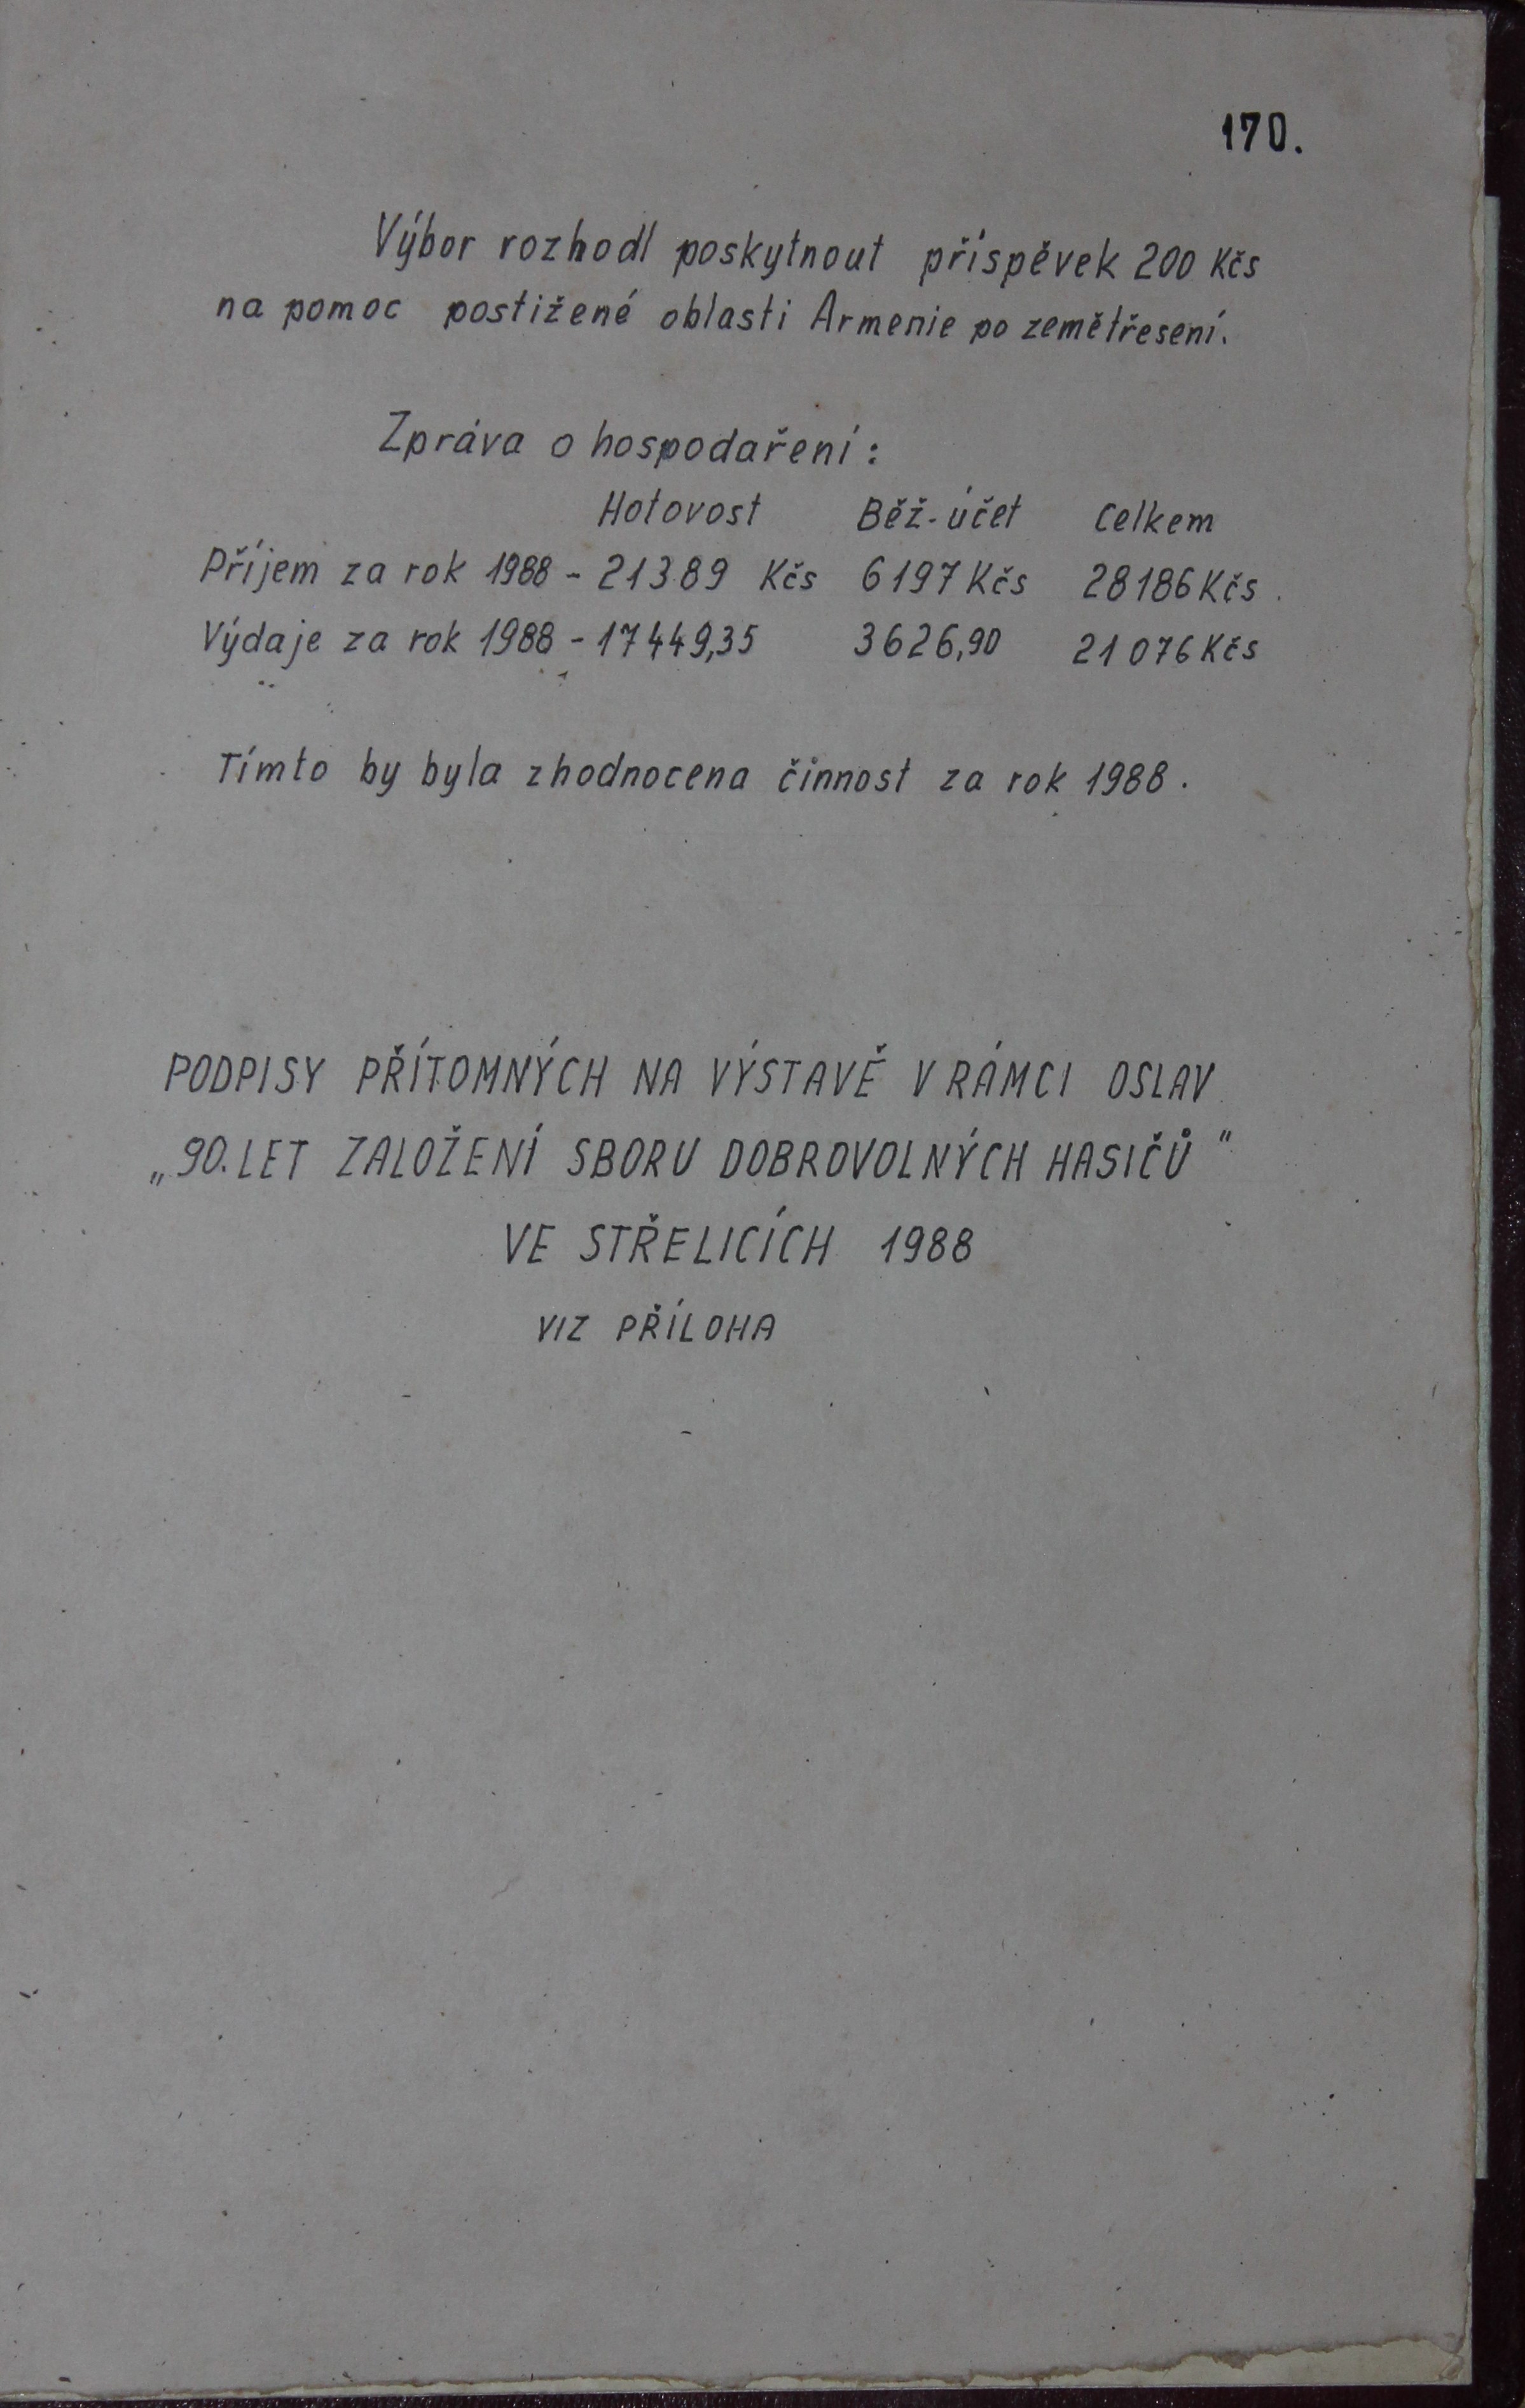 170.
Výbor rozhodl poskytnout příspěvek 200 Kčs
na pomoc postižené oblasti Armenie po zemětřesení.
Zpráva o hospodaření:
Hotovost Běž. účet Celkem
Příjem za rok 1988 - 21389 Kčs 6197 Kčs 28186 Kčs.
Výdaje za rok 1988 - 17449,35 3626,90 21076 Kčs
Tímto by byla zhodnocena činnost za rok 1988.
PODPISY PŘÍTOMNÝCH NA VÝSTAVĚ V RÁMCI OSLAV
„90. LET ZALOŽENÍ SBORU DOBROVOLNÝCH HASIČŮ"
VE STŘELICÍCH 1988
VIZ PŘÍLOHA